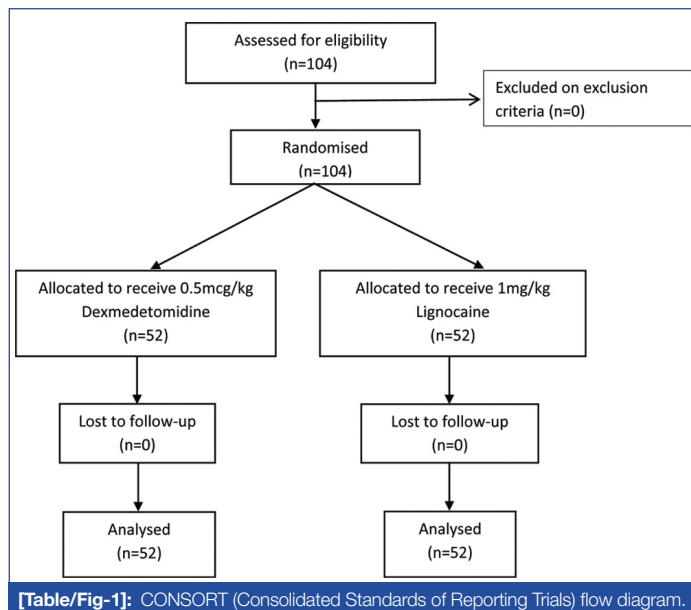 Assessed for eligibility
(n=104)
Excluded on exclusion
criteria (n=0)
Randomised
(n=104)
Allocated to receive 0.5mcg/kg
Dexmedetomidine
(n=52)
Allocated to receive 1mg/kg
Lignocaine
(n=52)
Lost to follow-up
(n=0)
Lost to follow-up
(n=0)
Analysed
(n=52)
Analysed
(n=52)
[Table/Fig-1]: CONSORT (Consolidated Standards of Reporting Trials) flow diagram.